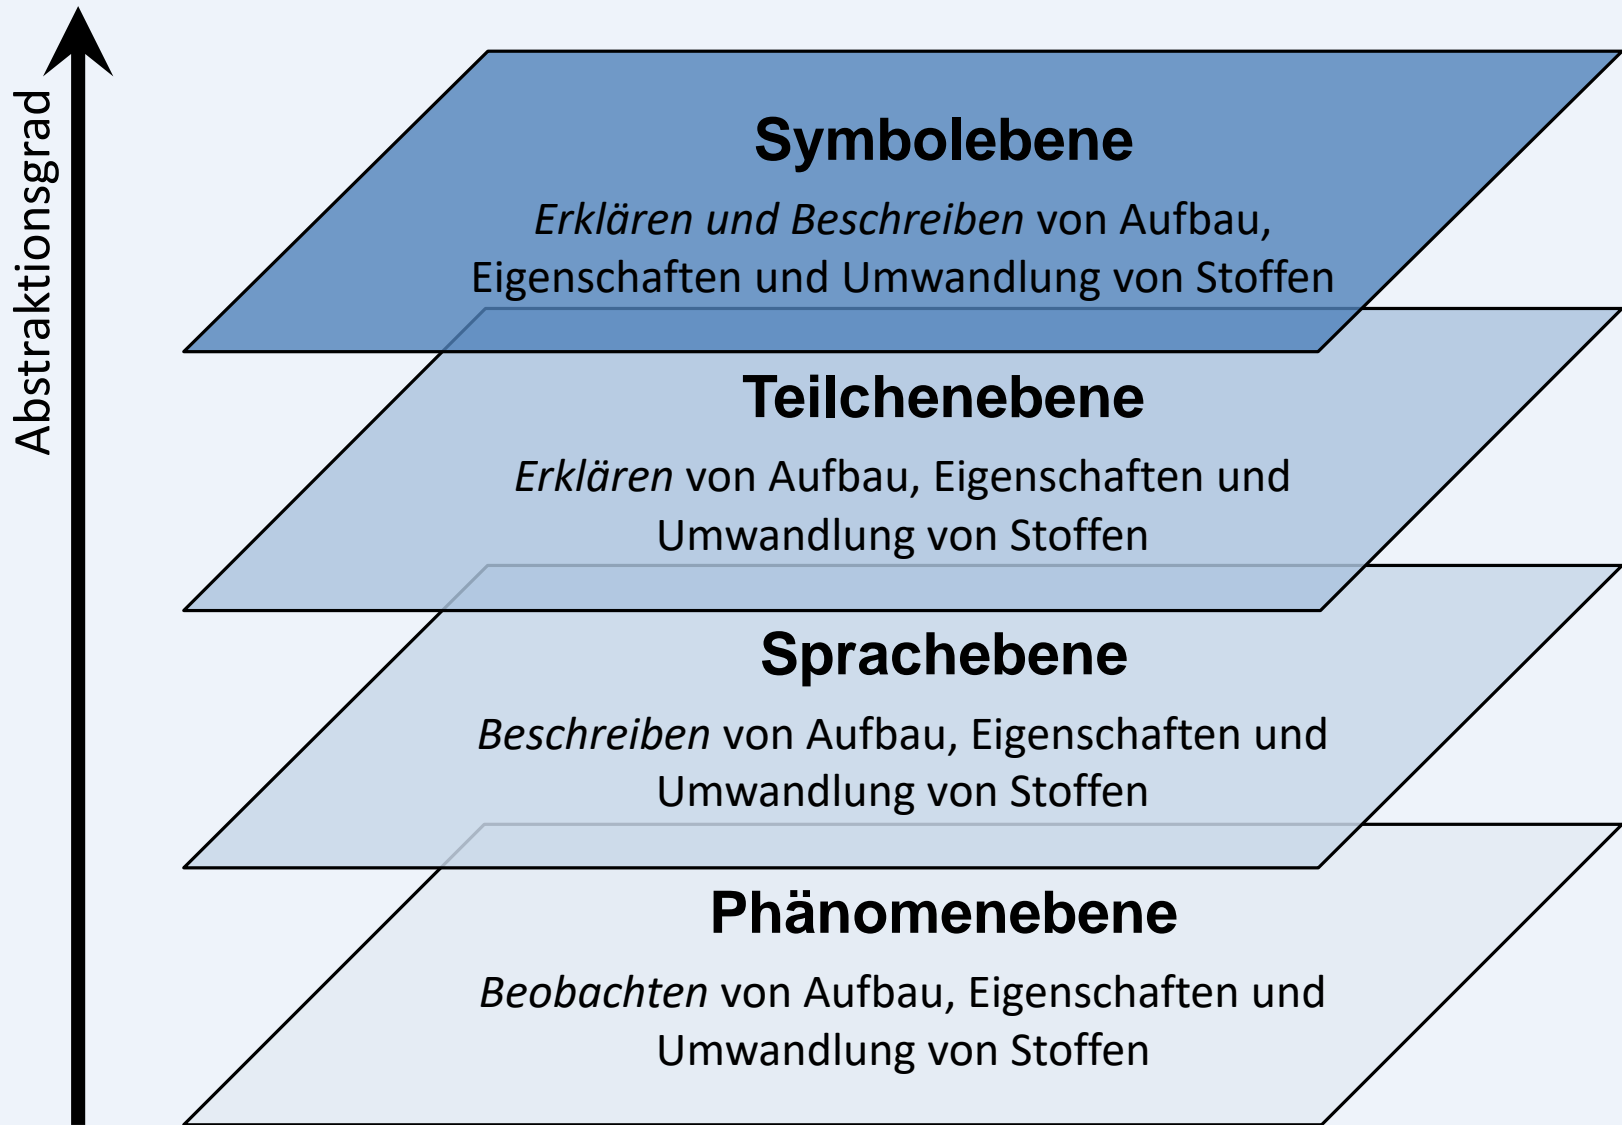 Abstraktionsgrad
Symbolebene
Erklären und Beschreiben von Aufbau,
Eigenschaften und Umwandlung von Stoffen
Teilchenebene
Erklären von Aufbau, Eigenschaften und
Umwandlung von Stoffen
Sprachebene
Beschreiben von Aufbau, Eigenschaften und
Umwandlung von Stoffen
Phänomenebene
Beobachten von Aufbau, Eigenschaften und
Umwandlung von Stoffen